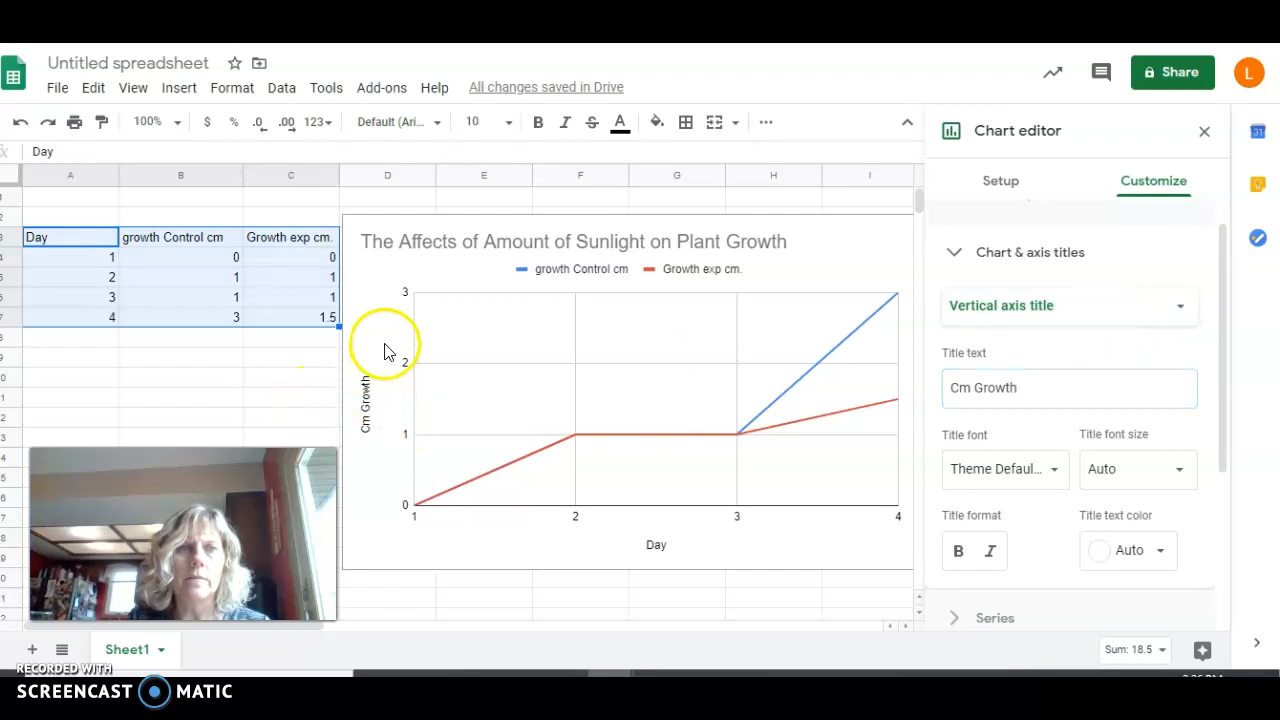 Untitled spreadsheet
File Edit View Insert Format Data Tools Add-ons Help All changes saved in Drive
Share
L
100% $ % .0 .00 123 Default (Ari... 10 B I S A
Day
Chart editor
Setup Customize
A B C D E F G H I
Day growth Control cm Growth exp cm.
1 0 0
2 1 1
3 1 1
4 3 1.5
The Affects of Amount of Sunlight on Plant Growth
growth Control cm Growth exp cm.
3
2
1
0
Cm Growth
1 2 3 4
Day
Chart & axis titles
Vertical axis title
Title text
Cm Growth
Title font Title font size
Theme Defaul... Auto
Title format Title text color
B I Auto
Series
Sheet1
Sum: 18.5
RECORDED WITH
SCREENCAST MATIC